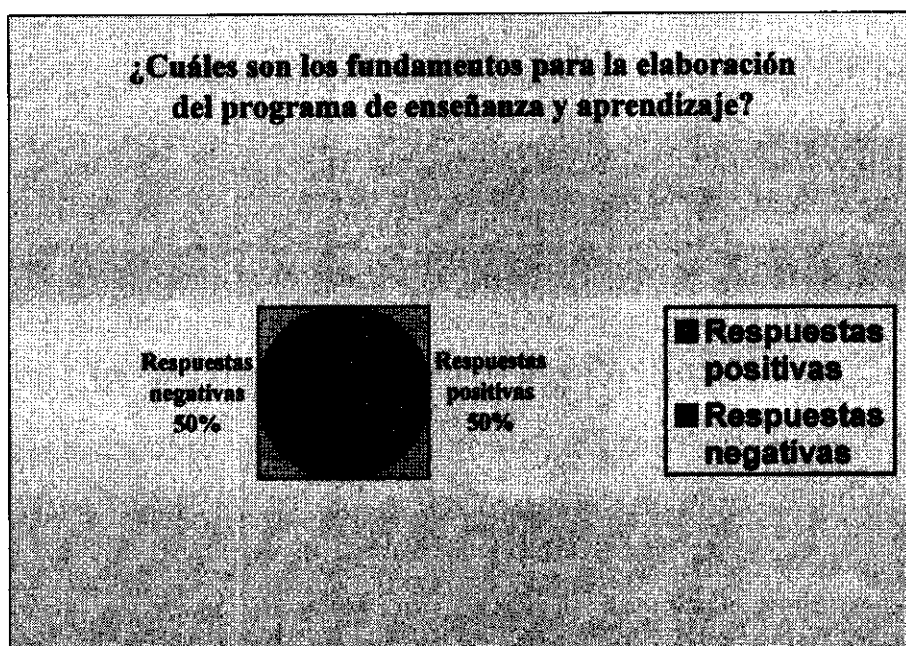 ¿Cuáles son los fundamentos para la elaboración
del programa de enseñanza y aprendizaje?
Respuestas
negativas
50%
Respuestas
positivas
50%
Respuestas
positivas
Respuestas
negativas